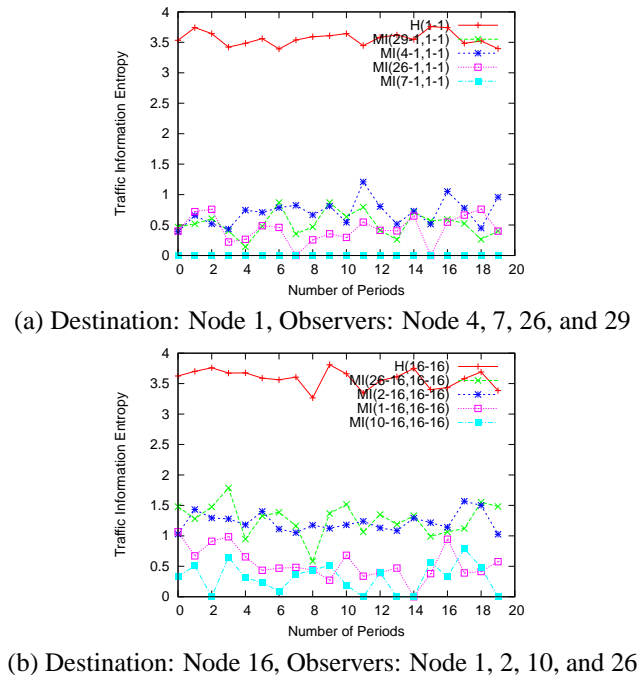 4
3.5
3
2.5
2
1.5
1
0.5
0
0 2 4 6 8 10 12 14 16 18 20
Traffic Information Entropy
Number of Periods
H(1-1)
MI(29-1,1-1)
MI(4-1,1-1)
MI(26-1,1-1)
MI(7-1,1-1)
(a) Destination: Node 1, Observers: Node 4, 7, 26, and 29
4
3.5
3
2.5
2
1.5
1
0.5
0
0 2 4 6 8 10 12 14 16 18 20
Traffic Information Entropy
Number of Periods
H(16-16)
MI(26-16,16-16)
MI(2-16,16-16)
MI(1-16,16-16)
MI(10-16,16-16)
(b) Destination: Node 16, Observers: Node 1, 2, 10, and 26